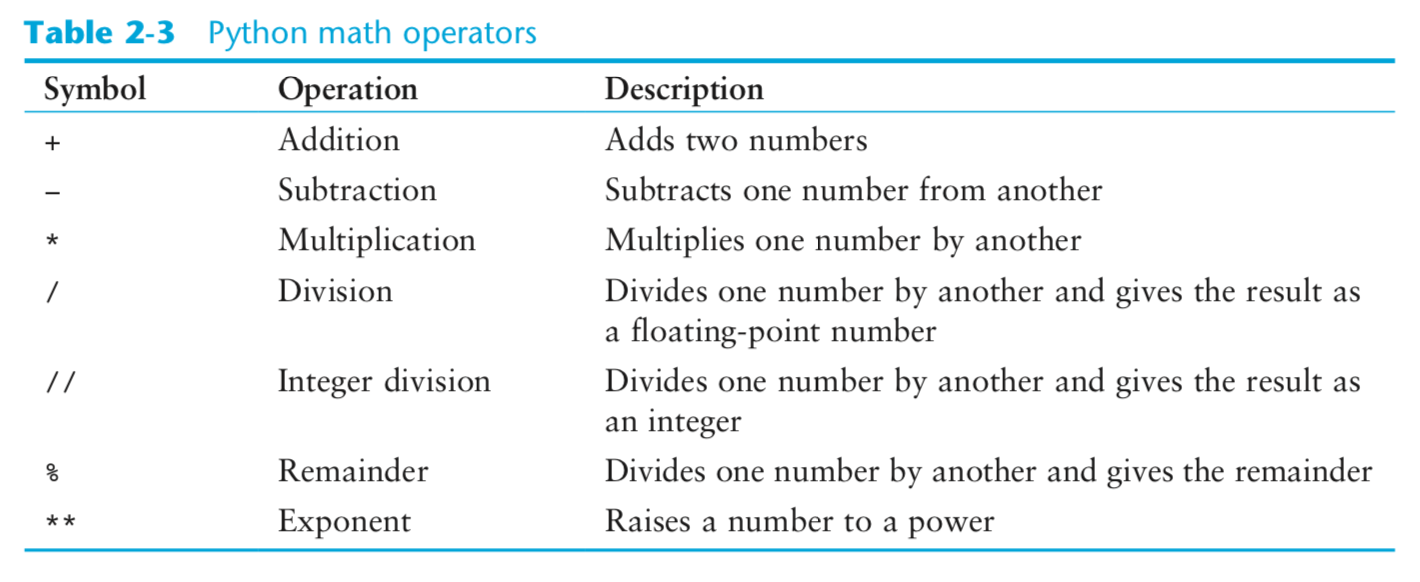 Table 2-3 Python math operators
Symbol Operation Description
+ Addition Adds two numbers
– Subtraction Subtracts one number from another
* Multiplication Multiplies one number by another
/ Division Divides one number by another and gives the result as
a floating-point number
// Integer division Divides one number by another and gives the result as
an integer
% Remainder Divides one number by another and gives the remainder
** Exponent Raises a number to a power